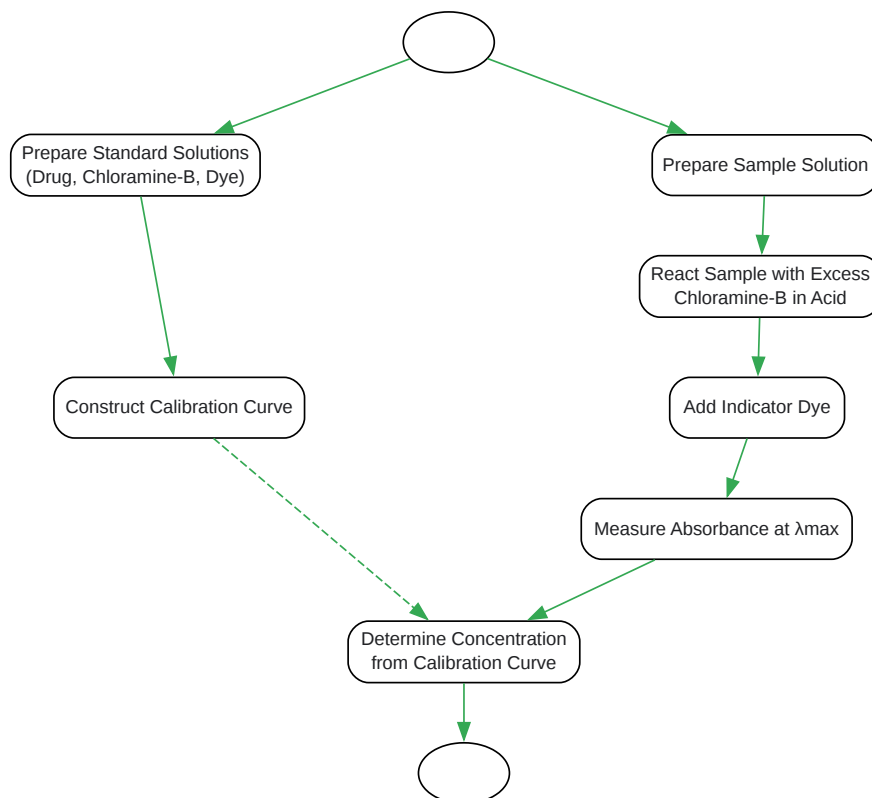 Prepare Standard Solutions
(Drug, Chloramine-B, Dye)
Prepare Sample Solution
React Sample with Excess
Chloramine-B in Acid
Construct Calibration Curve
Add Indicator Dye
Measure Absorbance at λmax
Determine Concentration
from Calibration Curve